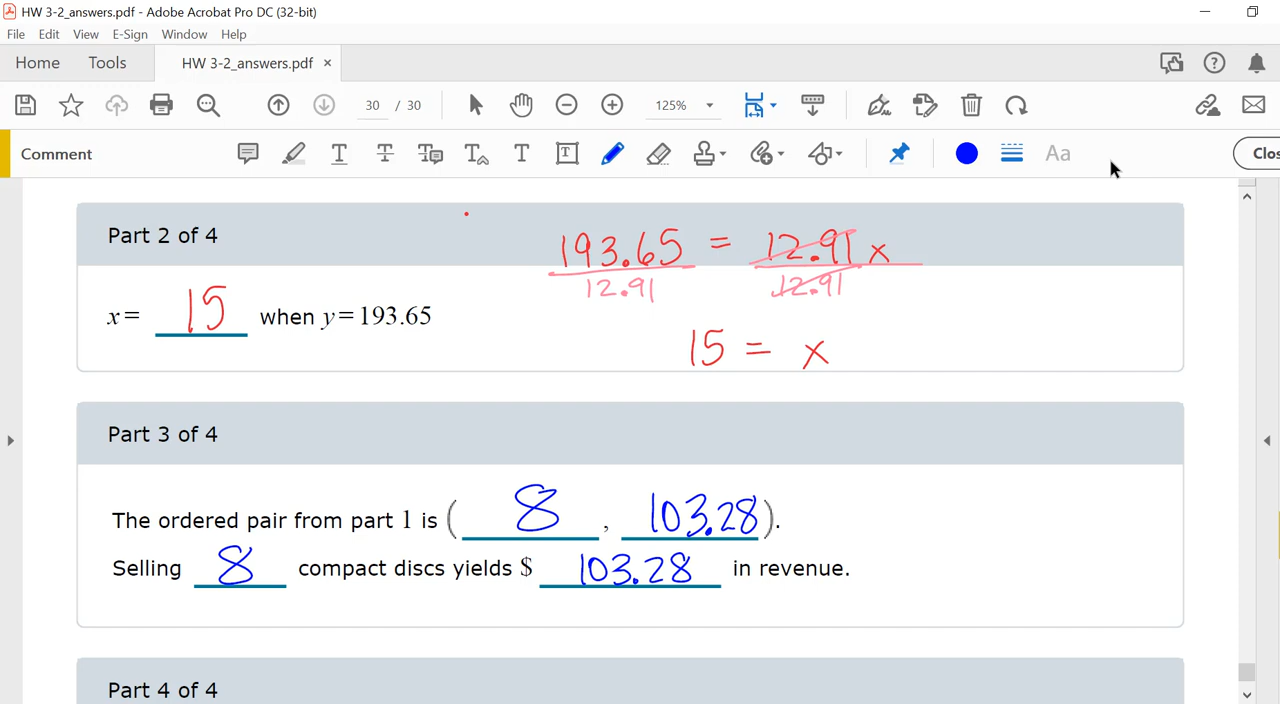 HW 3-2_answers.pdf - Adobe Acrobat Pro DC (32-bit)
File Edit View E-Sign Window Help
Home Tools HW 3-2_answers.pdf ×
30 / 30 125%
Comment Aa Clos
Part 2 of 4
193.65 = 12.91 x
12.91 12.91
x = 15 when y = 193.65
15 = x
Part 3 of 4
The ordered pair from part 1 is ( 8 , 103.28 ).
Selling 8 compact discs yields $ 103.28 in revenue.
Part 4 of 4